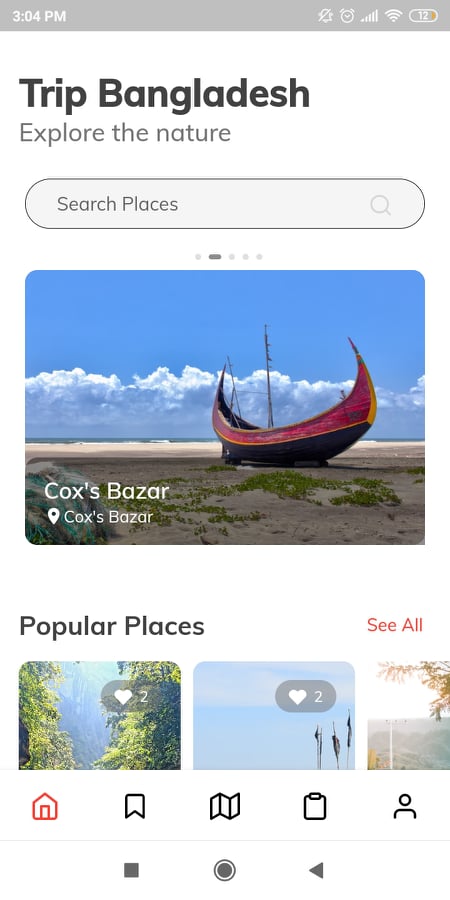 3:04 PM
12
Trip Bangladesh
Explore the nature
Search Places
Cox's Bazar
Cox's Bazar
Popular Places See All
2 2